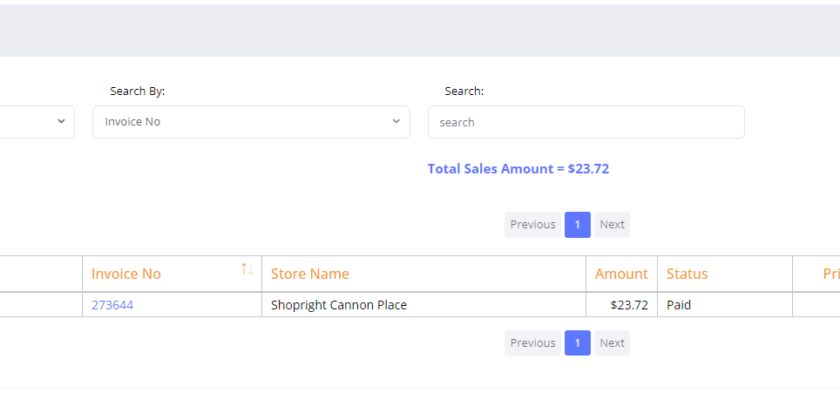 Search By: Search:
Invoice No search
Total Sales Amount = $23.72
Previous 1 Next
Invoice No ↑↓ Store Name Amount Status
273644 Shopright Cannon Place $23.72 Paid
Previous 1 Next